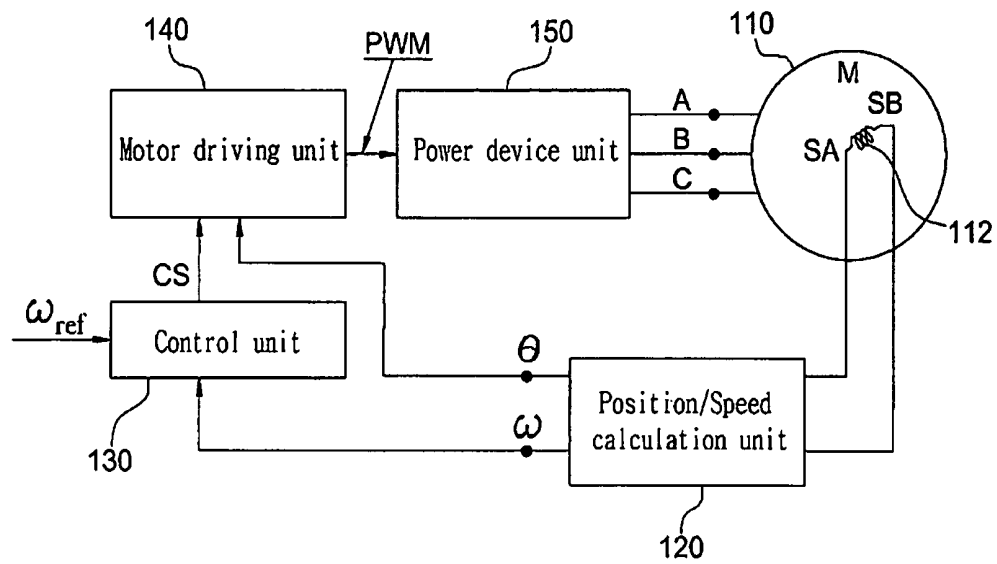 140
PWM
150
110
M
SB
SA
A
B
C
Motor driving unit
Power device unit
112
CS
ωref
Control unit
θ
ω
Position/Speed
calculation unit
130
120